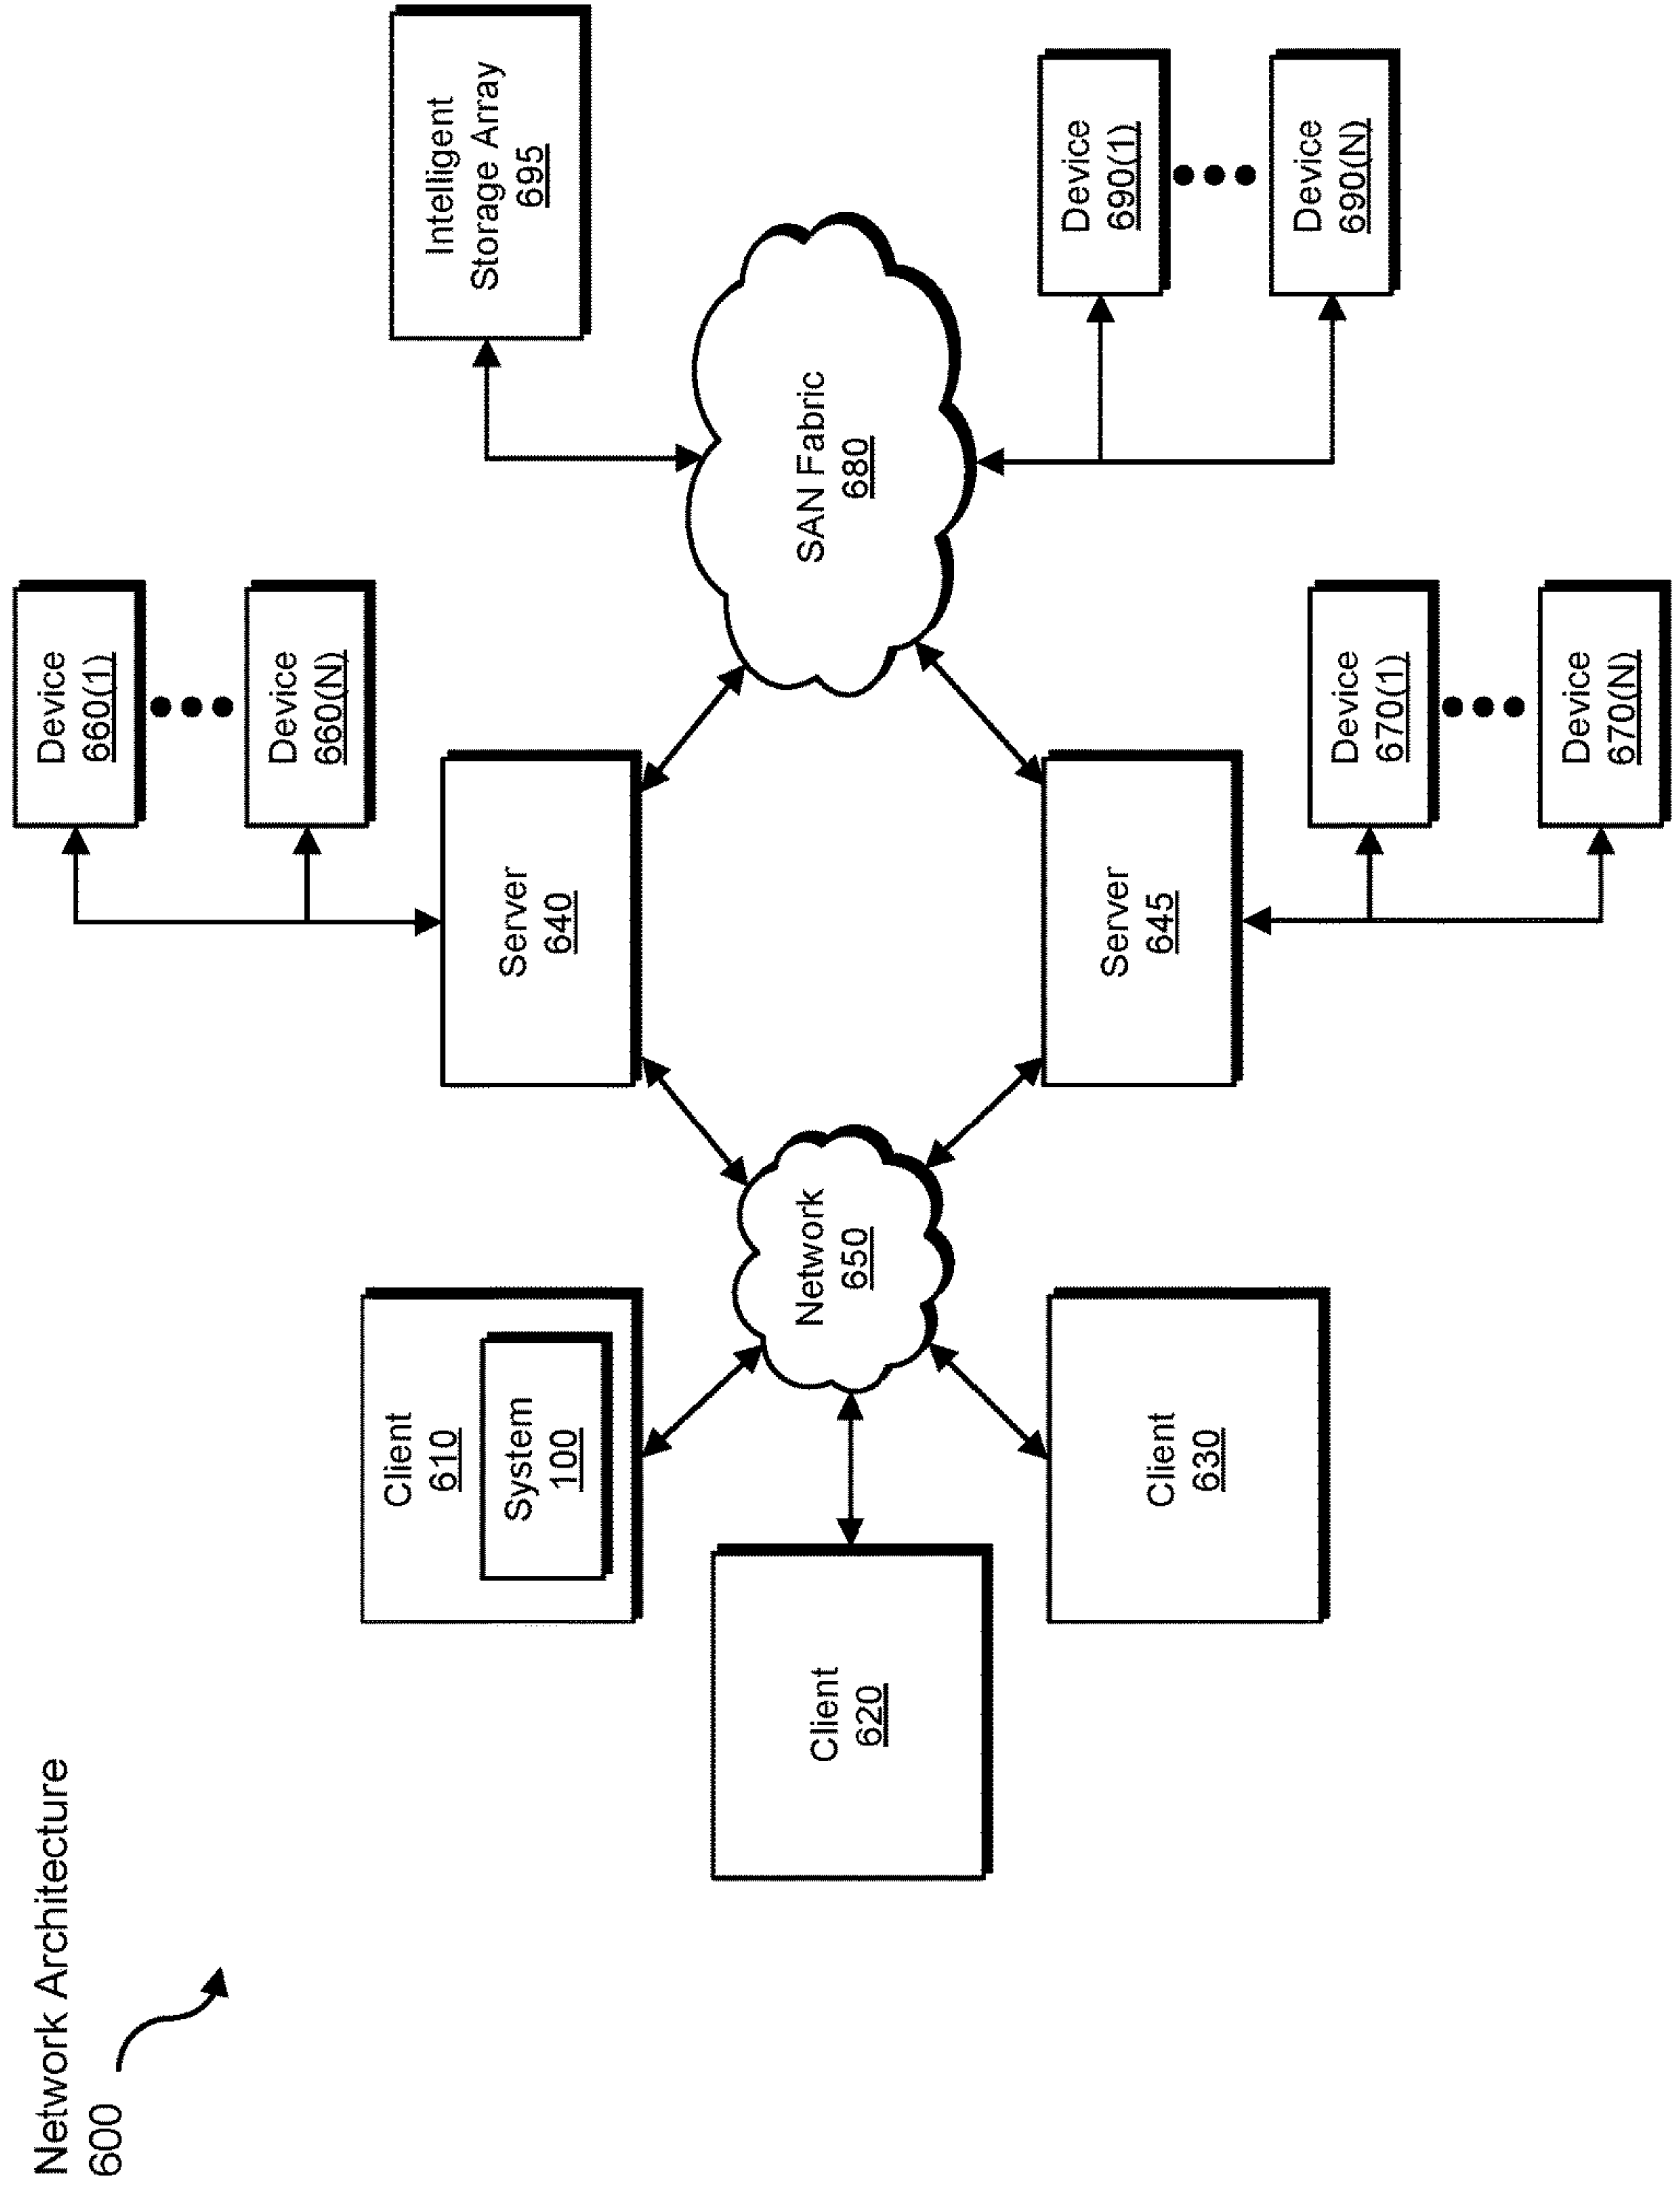 Network Architecture
600
Client
610
System
100
Client
620
Client
630
Network
650
Server
640
Server
645
Device
660(1)
Device
660(N)
Device
670(1)
Device
670(N)
SAN Fabric
680
Intelligent
Storage Array
695
Device
690(1)
Device
690(N)